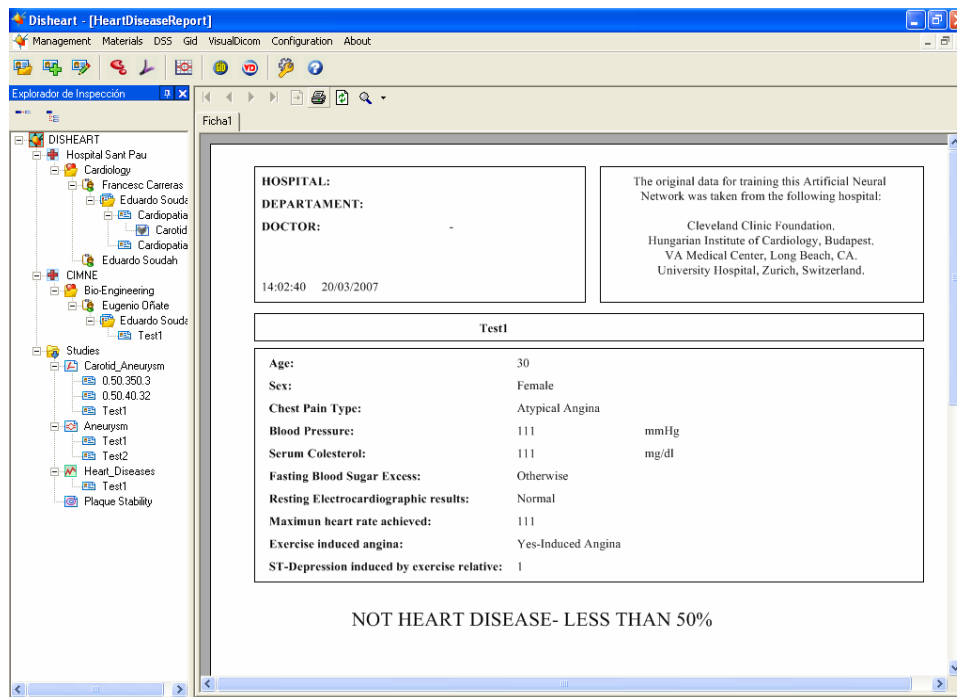 Disheart - [HeartDiseaseReport]
Management Materials DSS Gid VisualDicom Configuration About
GiD VD
Explorador de Inspección
Ficha1
DISHEART
Hospital Sant Pau
Cardiology
Francesc Carreras
Eduardo Souda
Cardiopatia
Carotid
Cardiopatia
Eduardo Soudah
CIMNE
Bio-Engineering
Eugenio Oñate
Eduardo Souda
Test1
Studies
Carotid_Aneurysm
0.50.350.3
0.50.40.32
Test1
Aneurysm
Test1
Test2
Heart_Diseases
Test1
Plaque Stability
HOSPITAL:
DEPARTAMENT:
DOCTOR: -
14:02:40 20/03/2007
The original data for training this Artificial Neural
Network was taken from the following hospital:
Cleveland Clinic Foundation.
Hungarian Institute of Cardiology, Budapest.
VA Medical Center, Long Beach, CA.
University Hospital, Zurich, Switzerland.
Test1
Age: 30
Sex: Female
Chest Pain Type: Atypical Angina
Blood Pressure: 111 mmHg
Serum Colesterol: 111 mg/dl
Fasting Blood Sugar Excess: Otherwise
Resting Electrocardiographic results: Normal
Maximun heart rate achieved: 111
Exercise induced angina: Yes-Induced Angina
ST-Depression induced by exercise relative: 1
NOT HEART DISEASE- LESS THAN 50%